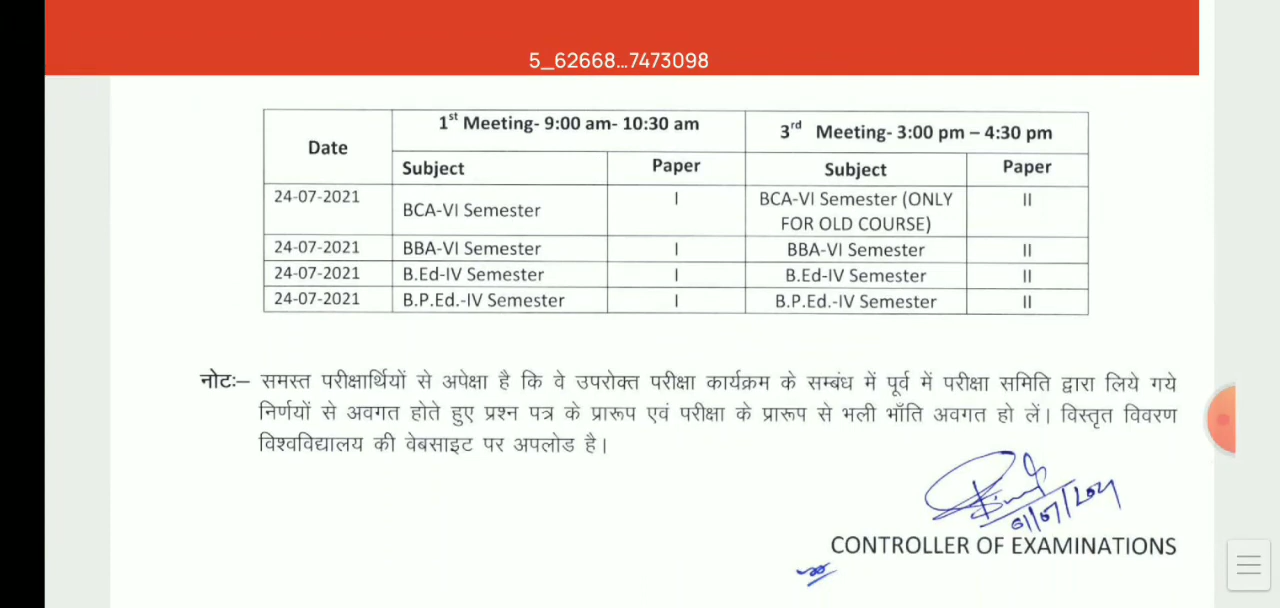 5_62668...7473098
Date 1st Meeting- 9:00 am- 10:30 am 3rd Meeting- 3:00 pm – 4:30 pm
Subject Paper Subject Paper
24-07-2021 BCA-VI Semester I BCA-VI Semester (ONLY II
FOR OLD COURSE)
24-07-2021 BBA-VI Semester I BBA-VI Semester II
24-07-2021 B.Ed-IV Semester I B.Ed-IV Semester II
24-07-2021 B.P.Ed.-IV Semester I B.P.Ed.-IV Semester II
नोटः– समस्त परीक्षार्थियों से अपेक्षा है कि वे उपरोक्त परीक्षा कार्यक्रम के सम्बंध में पूर्व में परीक्षा समिति द्वारा लिये गये
निर्णयों से अवगत होते हुए प्रश्न पत्र के प्रारूप एवं परीक्षा के प्रारूप से भली भाँति अवगत हो लें। विस्तृत विवरण
विश्वविद्यालय की वेबसाइट पर अपलोड है।
01/07/2021
CONTROLLER OF EXAMINATIONS